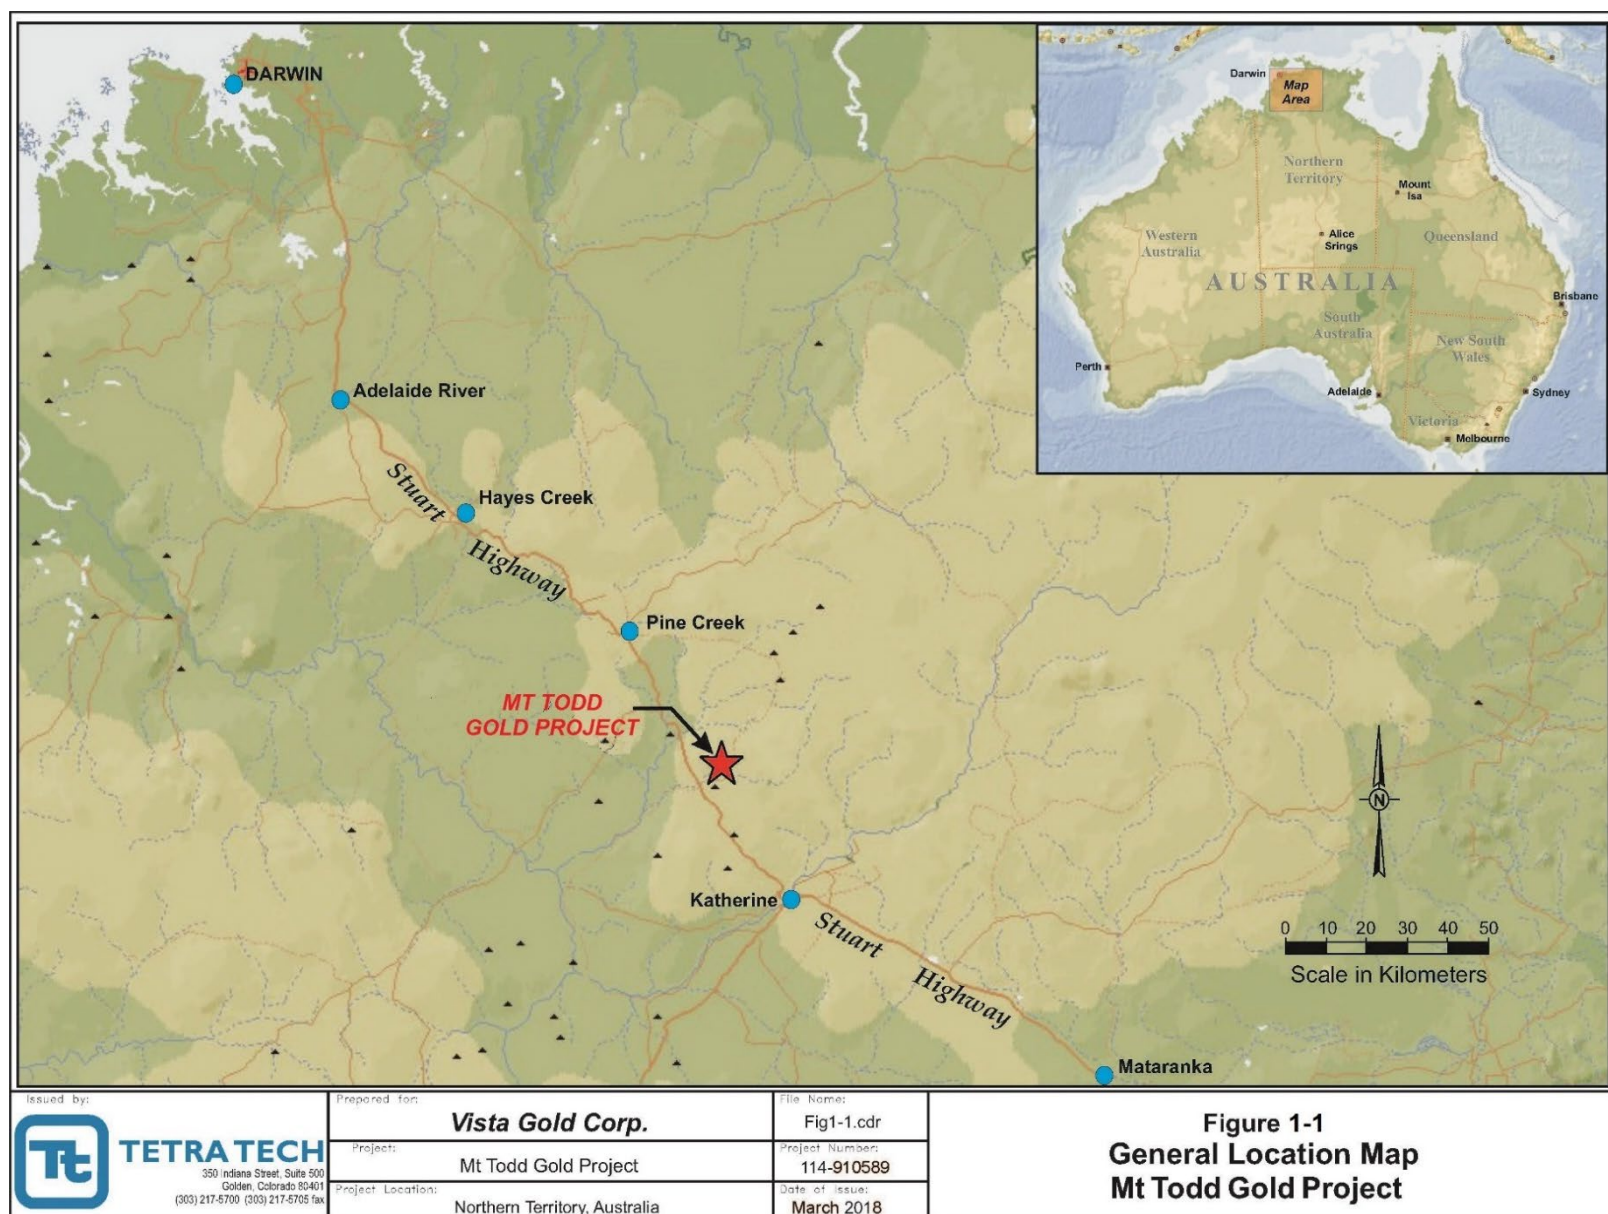 DARWIN
Adelaide River
Stuart
Highway
Hayes Creek
Pine Creek
MT TODD
GOLD PROJECT
Katherine
Stuart
Highway
Mataranka
Darwin
Map
Area
Northern
Territory
Mount
Isa
Western
Australia
Alice
Srings
Queensland
AUSTRALIA
Brisbane
South
Australia
New South
Wales
Perth
Adelaide
Sydney
Victoria
Melbourne
N
0 10 20 30 40 50
Scale in Kilometers
Issued by:
Tt
TETRA TECH
350 Indiana Street, Suite 500
Golden, Colorado 80401
(303) 217-5700 (303) 217-5705 fax
Prepared for:
Vista Gold Corp.
Project:
Mt Todd Gold Project
Project Location:
Northern Territory, Australia
File Name:
Fig1-1.cdr
Project Number:
114-910589
Date of Issue:
March 2018
Figure 1-1
General Location Map
Mt Todd Gold Project